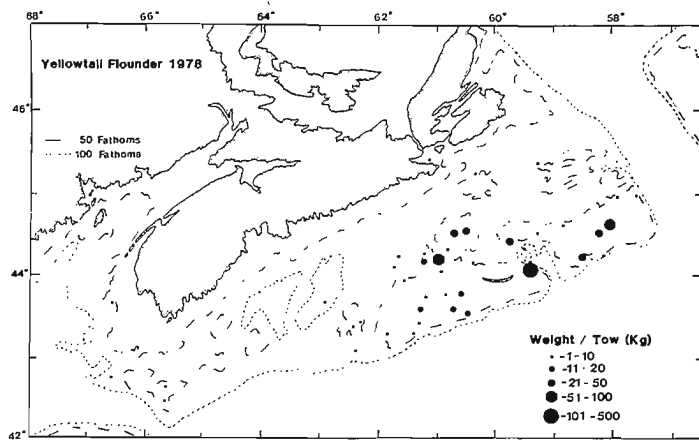 68° 66° 64° 62° 60° 58°
Yellowtail Flounder 1978
46°
— 50 Fathoms
····· 100 Fathoms
44°
Weight / Tow (Kg)
-1-10
-11-20
-21-50
-51-100
-101-500
42°